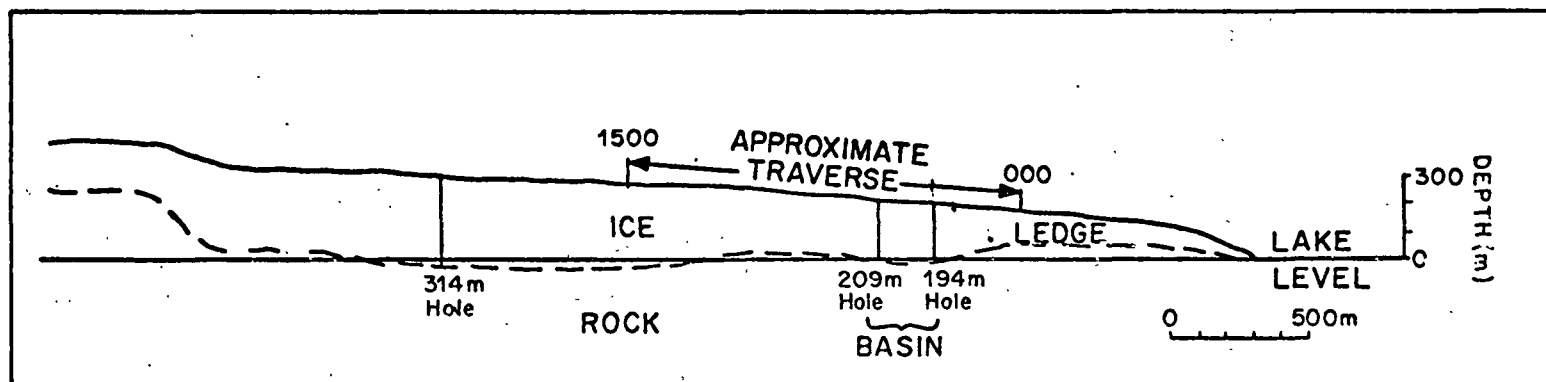 1500
APPROXIMATE
TRAVERSE
000
300
DEPTH (m)
ICE
LEDGE
LAKE
0
LEVEL
314m
Hole
209m
Hole
194m
Hole
0 500m
ROCK
BASIN